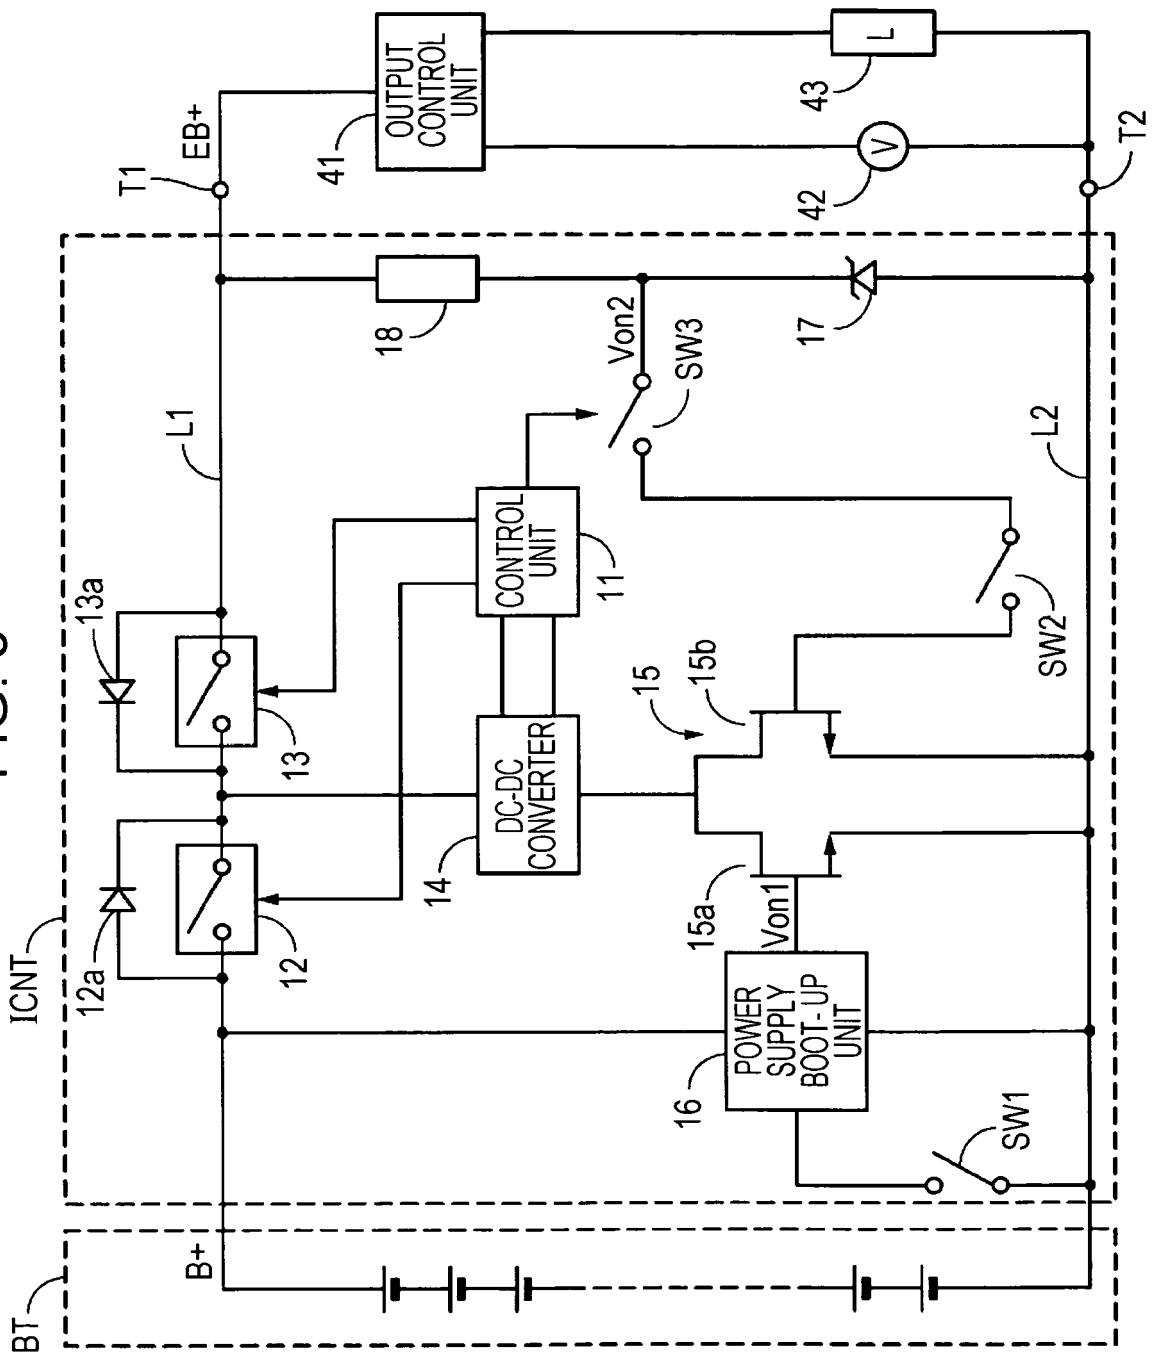 BT
ICNT
B+
12a
12
13a
13
L1
T1
EB+
41
OUTPUT
CONTROL
UNIT
14
DC-DC
CONVERTER
CONTROL
UNIT
11
18
16
POWER
SUPPLY
BOOT-UP
UNIT
Von1
15a
15
15b
SW3
Von2
17
42
V
43
L
SW1
SW2
L2
T2